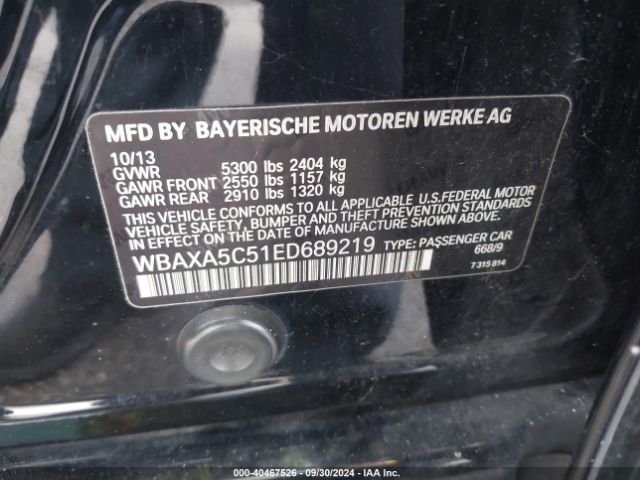 MFD BY BAYERISCHE MOTOREN WERKE AG
10/13
GVWR 5300 lbs 2404 kg
GAWR FRONT 2550 lbs 1157 kg
GAWR REAR 2910 lbs 1320 kg
THIS VEHICLE CONFORMS TO ALL APPLICABLE U.S.FEDERAL MOTOR
VEHICLE SAFETY, BUMPER AND THEFT PREVENTION STANDARDS
IN EFFECT ON THE DATE OF MANUFACTURE SHOWN ABOVE.
WBAXA5C51ED689219 TYPE: PASSENGER CAR
668/9
7315814
000-40467526 - 09/30/2024 - IAA Inc.